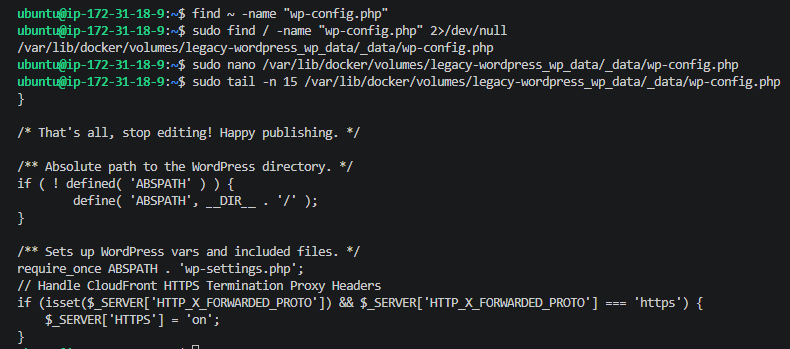 ubuntu@ip-172-31-18-9:~$ find ~ -name "wp-config.php"
ubuntu@ip-172-31-18-9:~$ sudo find / -name "wp-config.php" 2>/dev/null
/var/lib/docker/volumes/legacy-wordpress_wp_data/_data/wp-config.php
ubuntu@ip-172-31-18-9:~$ sudo nano /var/lib/docker/volumes/legacy-wordpress_wp_data/_data/wp-config.php
ubuntu@ip-172-31-18-9:~$ sudo tail -n 15 /var/lib/docker/volumes/legacy-wordpress_wp_data/_data/wp-config.php
}

/* That's all, stop editing! Happy publishing. */

/** Absolute path to the WordPress directory. */
if ( ! defined( 'ABSPATH' ) ) {
        define( 'ABSPATH', __DIR__ . '/' );
}

/** Sets up WordPress vars and included files. */
require_once ABSPATH . 'wp-settings.php';
// Handle CloudFront HTTPS Termination Proxy Headers
if (isset($_SERVER['HTTP_X_FORWARDED_PROTO']) && $_SERVER['HTTP_X_FORWARDED_PROTO'] === 'https') {
    $_SERVER['HTTPS'] = 'on';
}